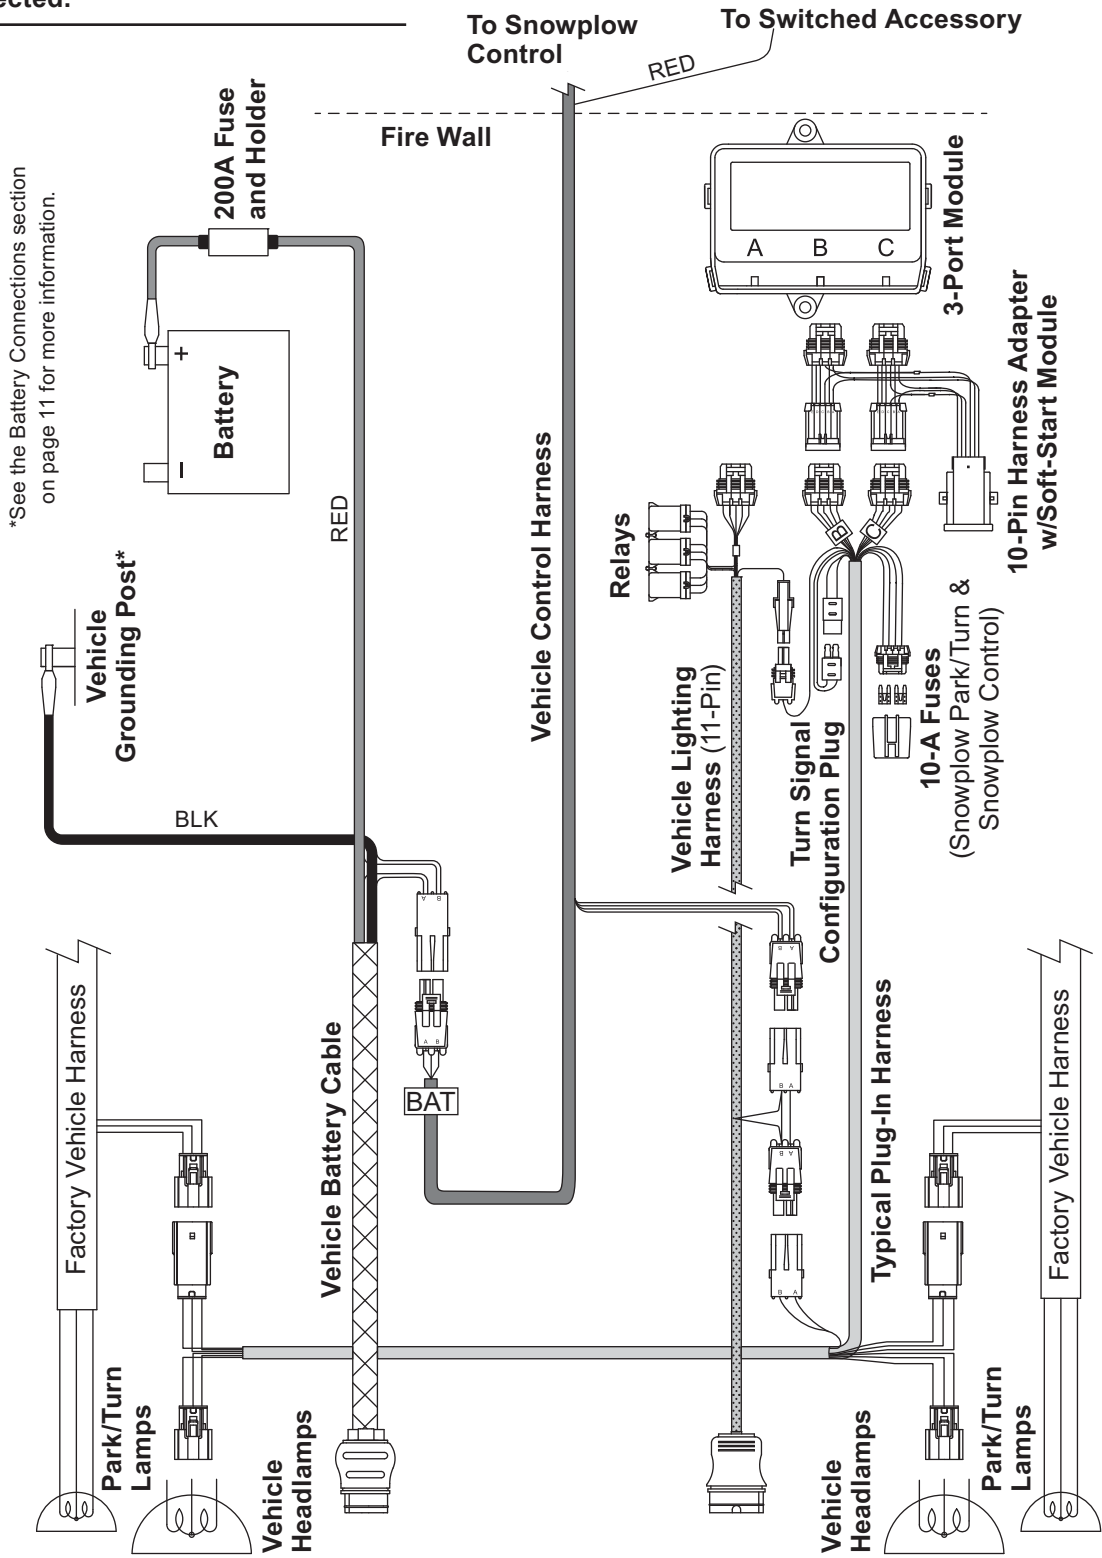 ected.
To Snowplow
Control
To Switched Accessory
RED
Fire Wall
*See the Battery Connections section
on page 11 for more information.
200A Fuse
and Holder
Battery
+
-
RED
Vehicle
Grounding Post*
BLK
Vehicle Control Harness
A
B
C
3-Port Module
10-Pin Harness Adapter
w/Soft-Start Module
Relays
B
C
Vehicle Lighting
Harness (11-Pin)
Turn Signal
Configuration Plug
10-A Fuses
(Snowplow Park/Turn &
Snowplow Control)
A
B
A
B
BAT
B
A
B
A
B
A
B
A
Factory Vehicle Harness
Vehicle Battery Cable
Typical Plug-In Harness
Factory Vehicle Harness
Park/Turn
Lamps
Vehicle
Headlamps
Vehicle
Headlamps
Park/Turn
Lamps